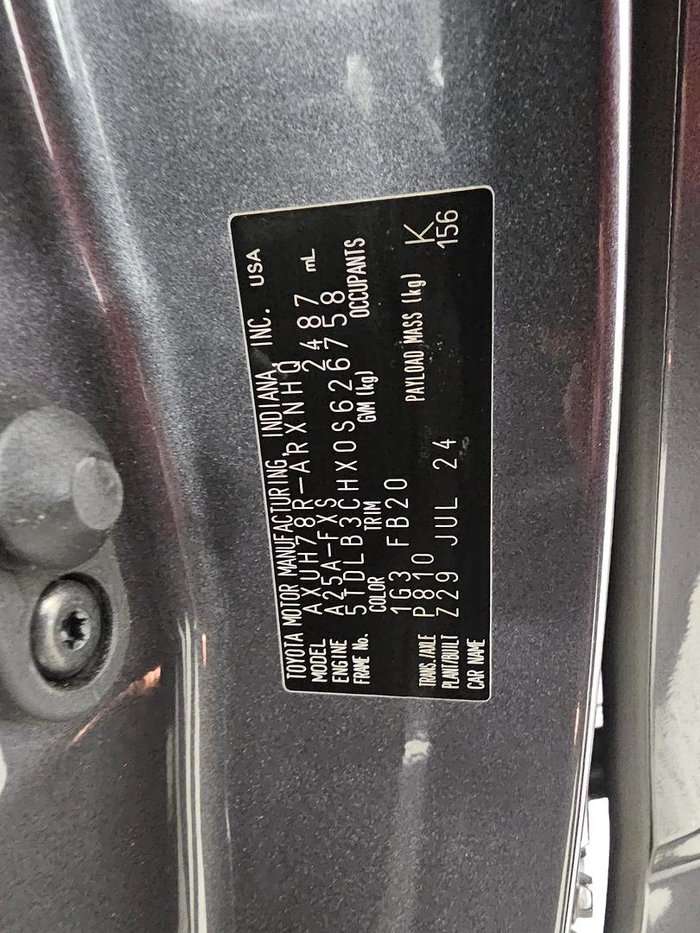 TOYOTA MOTOR MANUFACTURING, INDIANA, INC. USA
MODEL AXUH78R-ARXNHQ
ENGINE A25A-FXS 2487 mL
FRAME No. 5TDLB3CHX0S626758
COLOR TRIM GVM (kg) OCCUPANTS
1G3 FB20
TRANS./AXLE P810 PAYLOAD MASS (kg)
PLANT/BUILT Z29 JUL 24 K
CAR NAME 156